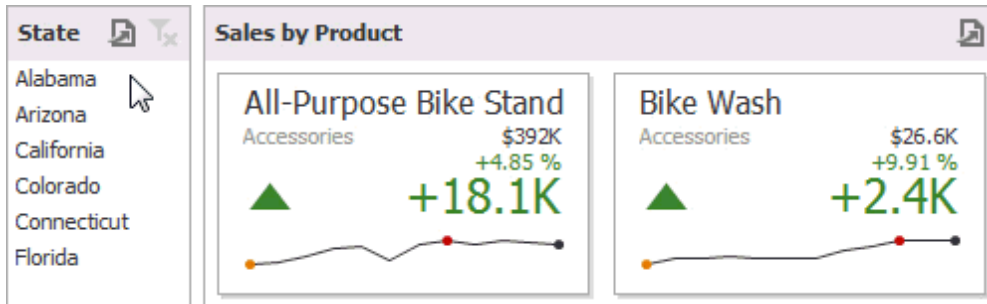 State
Alabama
Arizona
California
Colorado
Connecticut
Florida
Sales by Product
All-Purpose Bike Stand
Accessories $392K
+4.85 %
+18.1K
Bike Wash
Accessories $26.6K
+9.91 %
+2.4K